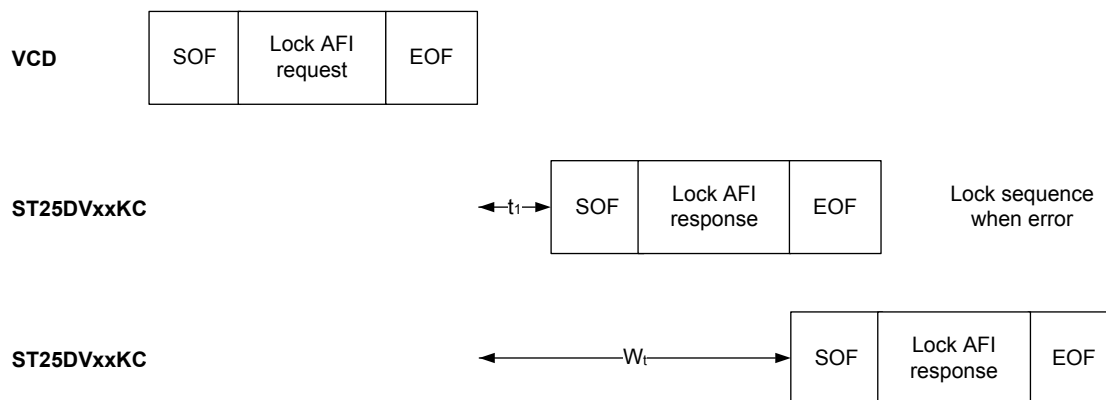 VCD
SOF
Lock AFI
request
EOF
ST25DVxxKC
t1
SOF
Lock AFI
response
EOF
Lock sequence
when error
ST25DVxxKC
Wt
SOF
Lock AFI
response
EOF